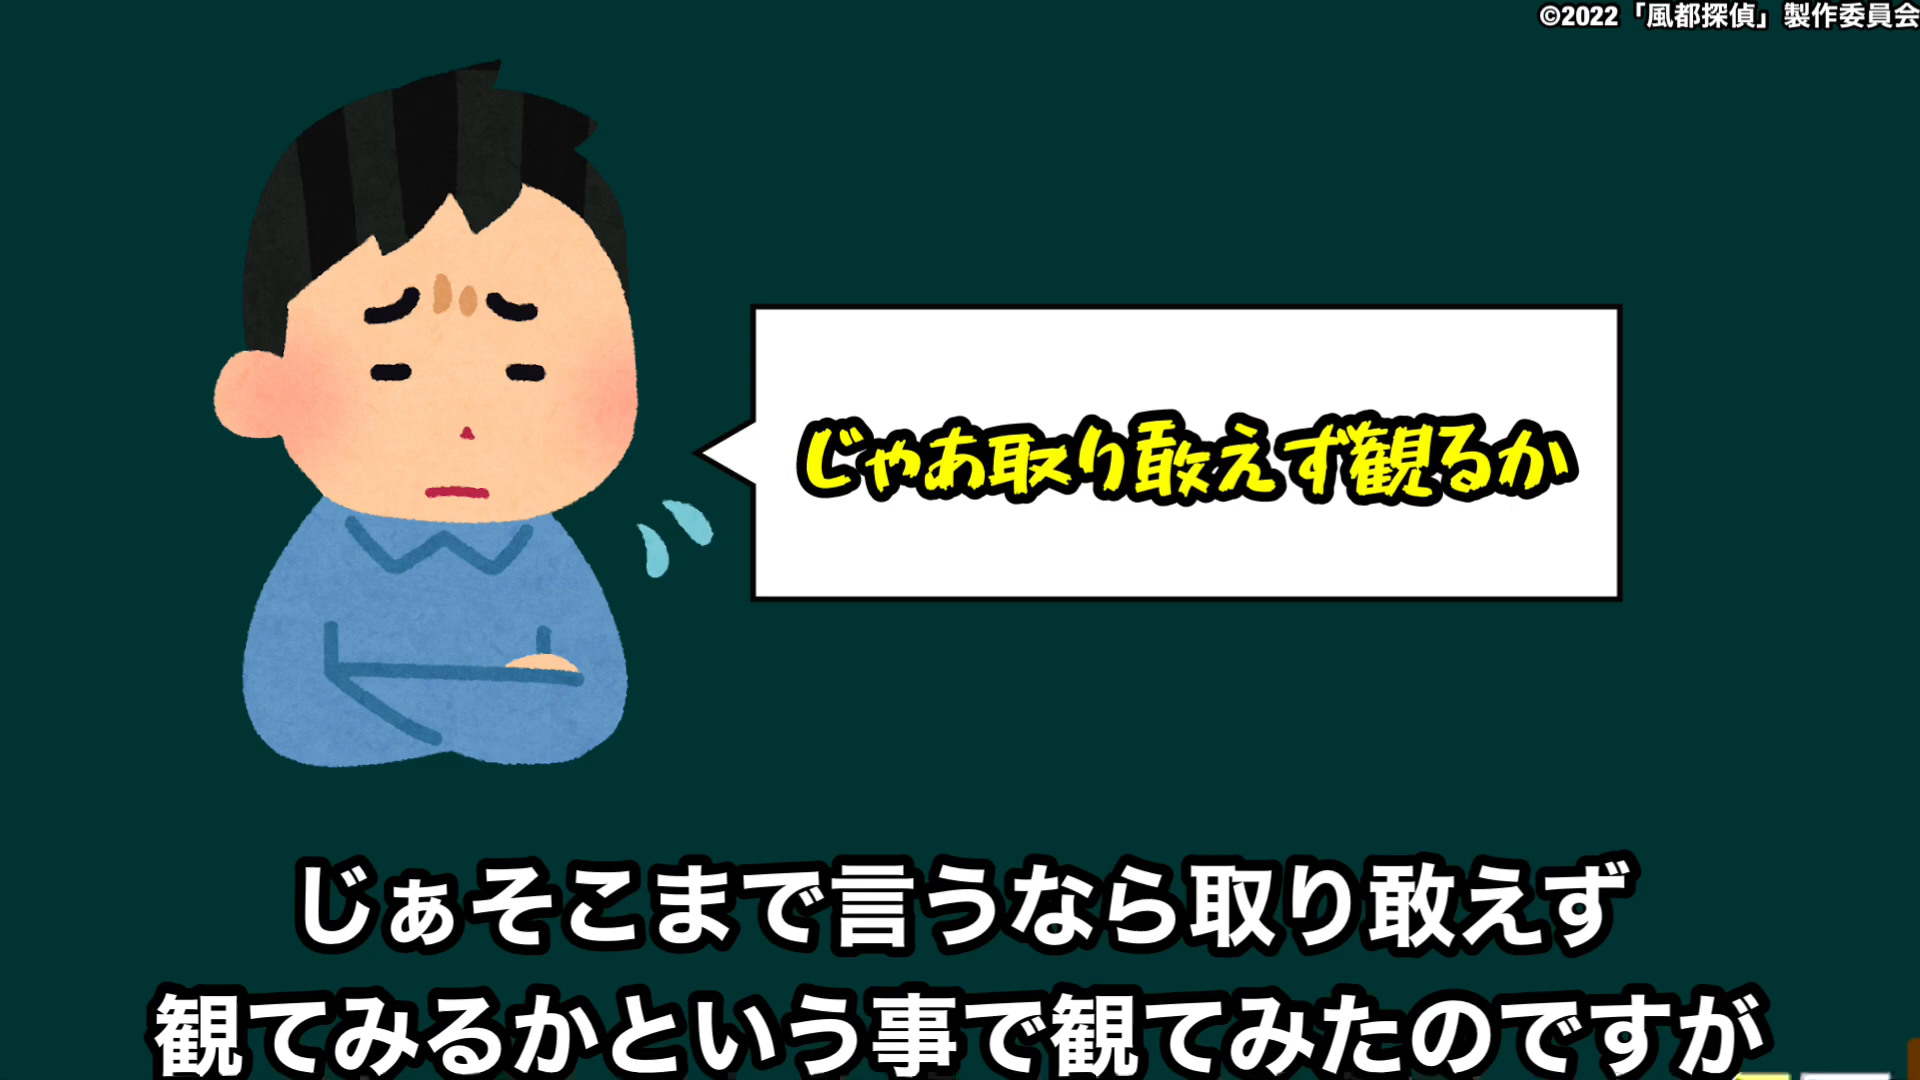 ©2022「風都探偵」製作委員会
じゃあ取り敢えず観るか
じぁそこまで言うなら取り敢えず
観てみるかという事で観てみたのですが